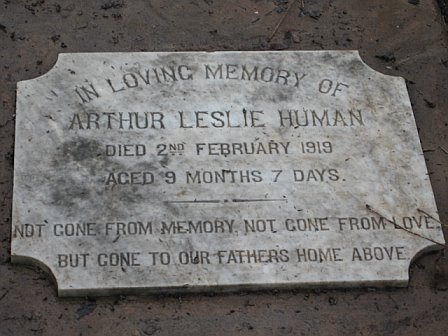 IN LOVING MEMORY OF
ARTHUR LESLIE HUMAN
DIED 2ND FEBRUARY 1919
AGED 9 MONTHS 7 DAYS.
NOT GONE FROM MEMORY, NOT GONE FROM LOVE,
BUT GONE TO OUR FATHERS HOME ABOVE.